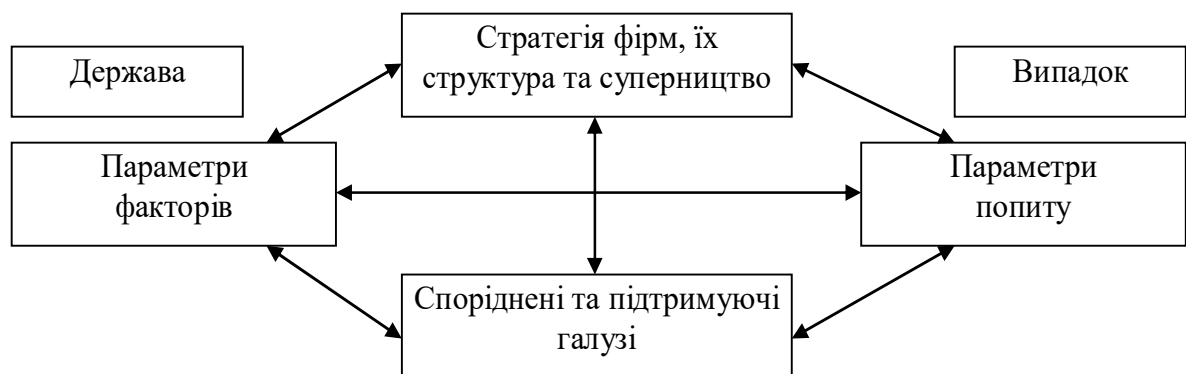 Стратегія фірм, їх
структура та суперництво
Держава
Випадок
Параметри
факторів
Параметри
попиту
Споріднені та підтримуючі
галузі